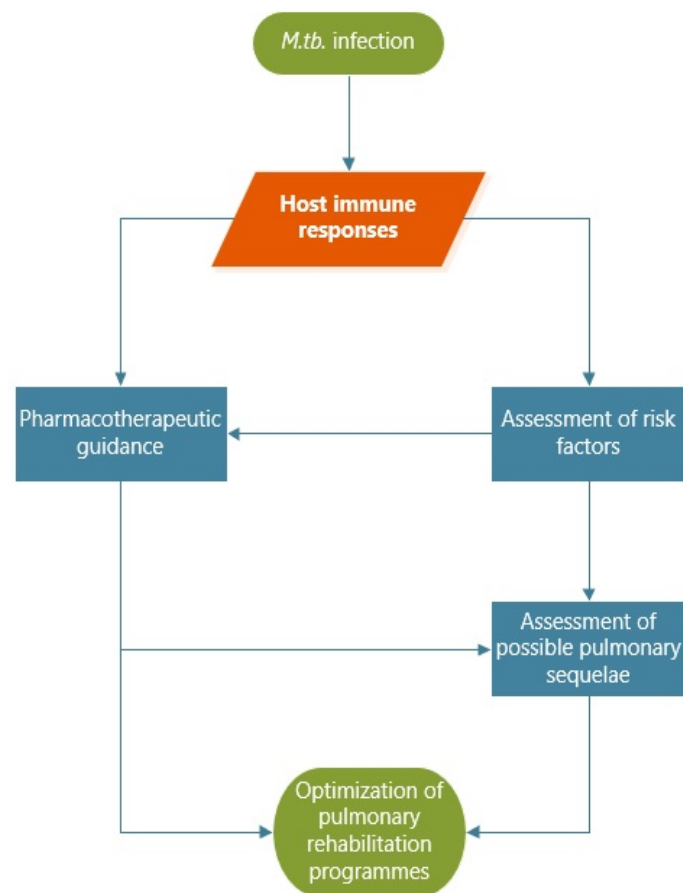 M.tb. infection
Host immune
responses
Pharmacotherapeutic
guidance
Assessment of risk
factors
Assessment of
possible pulmonary
sequelae
Optimization of
pulmonary
rehabilitation
programmes